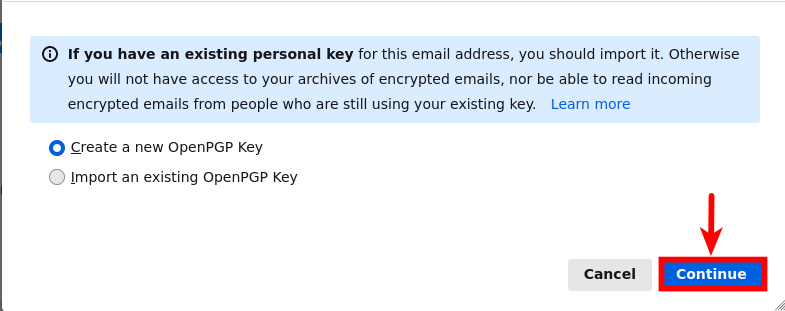 If you have an existing personal key for this email address, you should import it. Otherwise
you will not have access to your archives of encrypted emails, nor be able to read incoming
encrypted emails from people who are still using your existing key. Learn more
Create a new OpenPGP Key
Import an existing OpenPGP Key
Cancel Continue